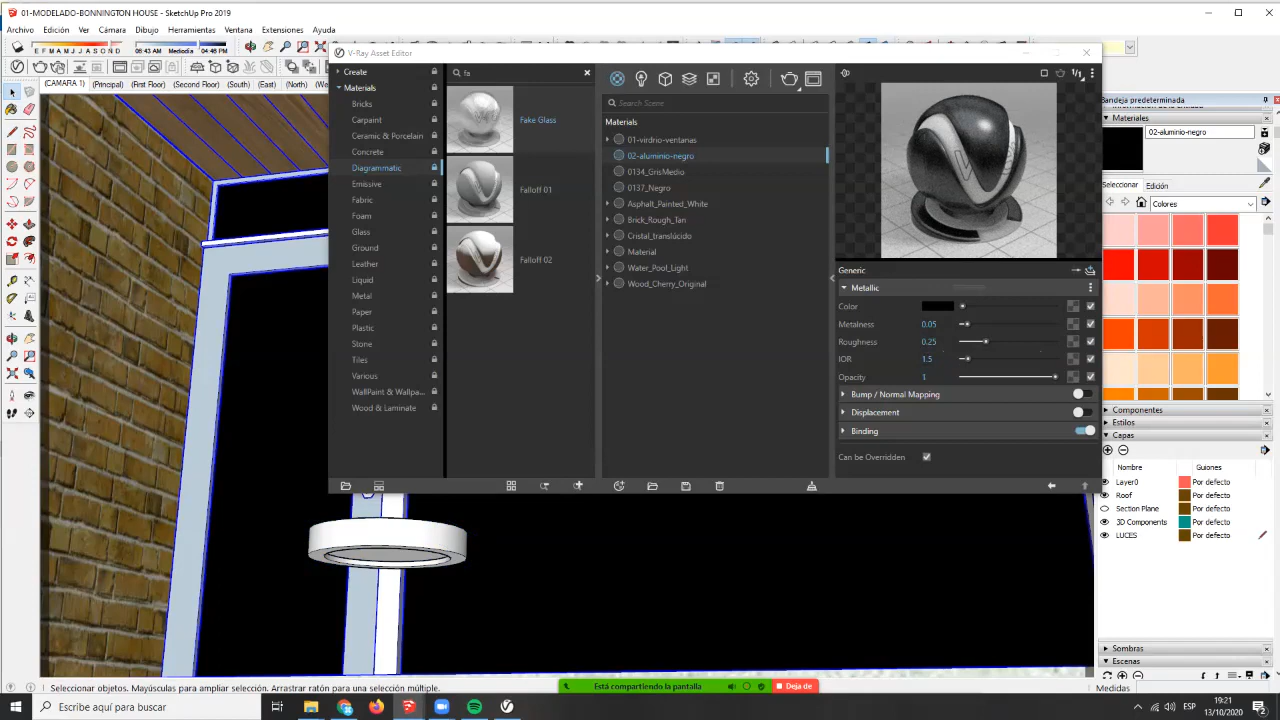 01-MODELADO-BONNINGTON HOUSE - SketchUp Pro 2019
Archivo Edición Ver Cámara Dibujo Herramientas Ventana Extensiones Ayuda
E F M A M J J A S O N D 06:43 AM Mediodía 04:46 PM
(CAMARA 1) (Principal) (First Floor) (Second Floor) (South) (East) (North)
V-Ray Asset Editor
Create
Materials
Bricks
Carpaint
Ceramic & Porcelain
Concrete
Diagrammatic
Emissive
Fabric
Foam
Glass
Ground
Leather
Liquid
Metal
Paper
Plastic
Stone
Tiles
Various
WallPaint & Wallpa...
Wood & Laminate
fa
Fake Glass
Falloff 01
Falloff 02
Search Scene
Materials
01-virdrio-ventanas
02-aluminio-negro
0134_GrisMedio
0137_Negro
Asphalt_Painted_White
Brick_Rough_Tan
Cristal_translúcido
Material
Water_Pool_Light
Wood_Cherry_Original
1/1
Generic
Metallic
Color
Metalness 0.05
Roughness 0.25
IOR 1.5
Opacity 1
Bump / Normal Mapping
Displacement
Binding
Can be Overridden
Bandeja predeterminada
Materiales
02-aluminio-negro
Seleccionar Edición
Colores
Componentes
Estilos
Capas
Nombre Guiones
Layer0 Por defecto
Roof Por defecto
Section Plane Por defecto
3D Components Por defecto
LUCES Por defecto
Sombras
Escenas
Seleccionar objetos. Mayúsculas para ampliar selección. Arrastrar ratón para una selección múltiple.
Está compartiendo la pantalla
Deja de
Medidas
Escribe aquí para buscar
ESP
19:21
13/10/2020
2